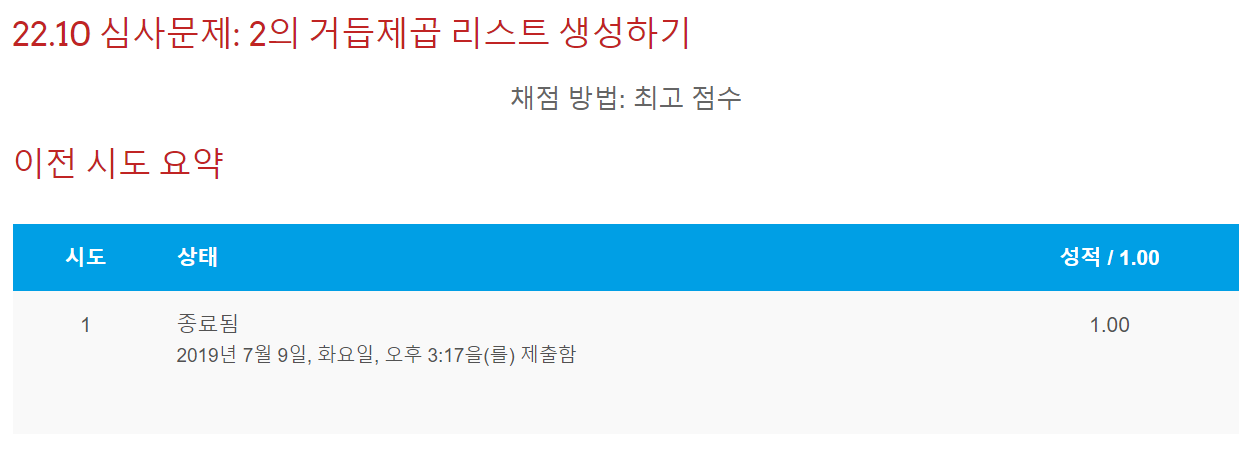 22.10 심사문제: 2의 거듭제곱 리스트 생성하기
채점 방법: 최고 점수
이전 시도 요약
시도 상태 성적 / 1.00
1 종료됨 1.00
2019년 7월 9일, 화요일, 오후 3:17을(를) 제출함